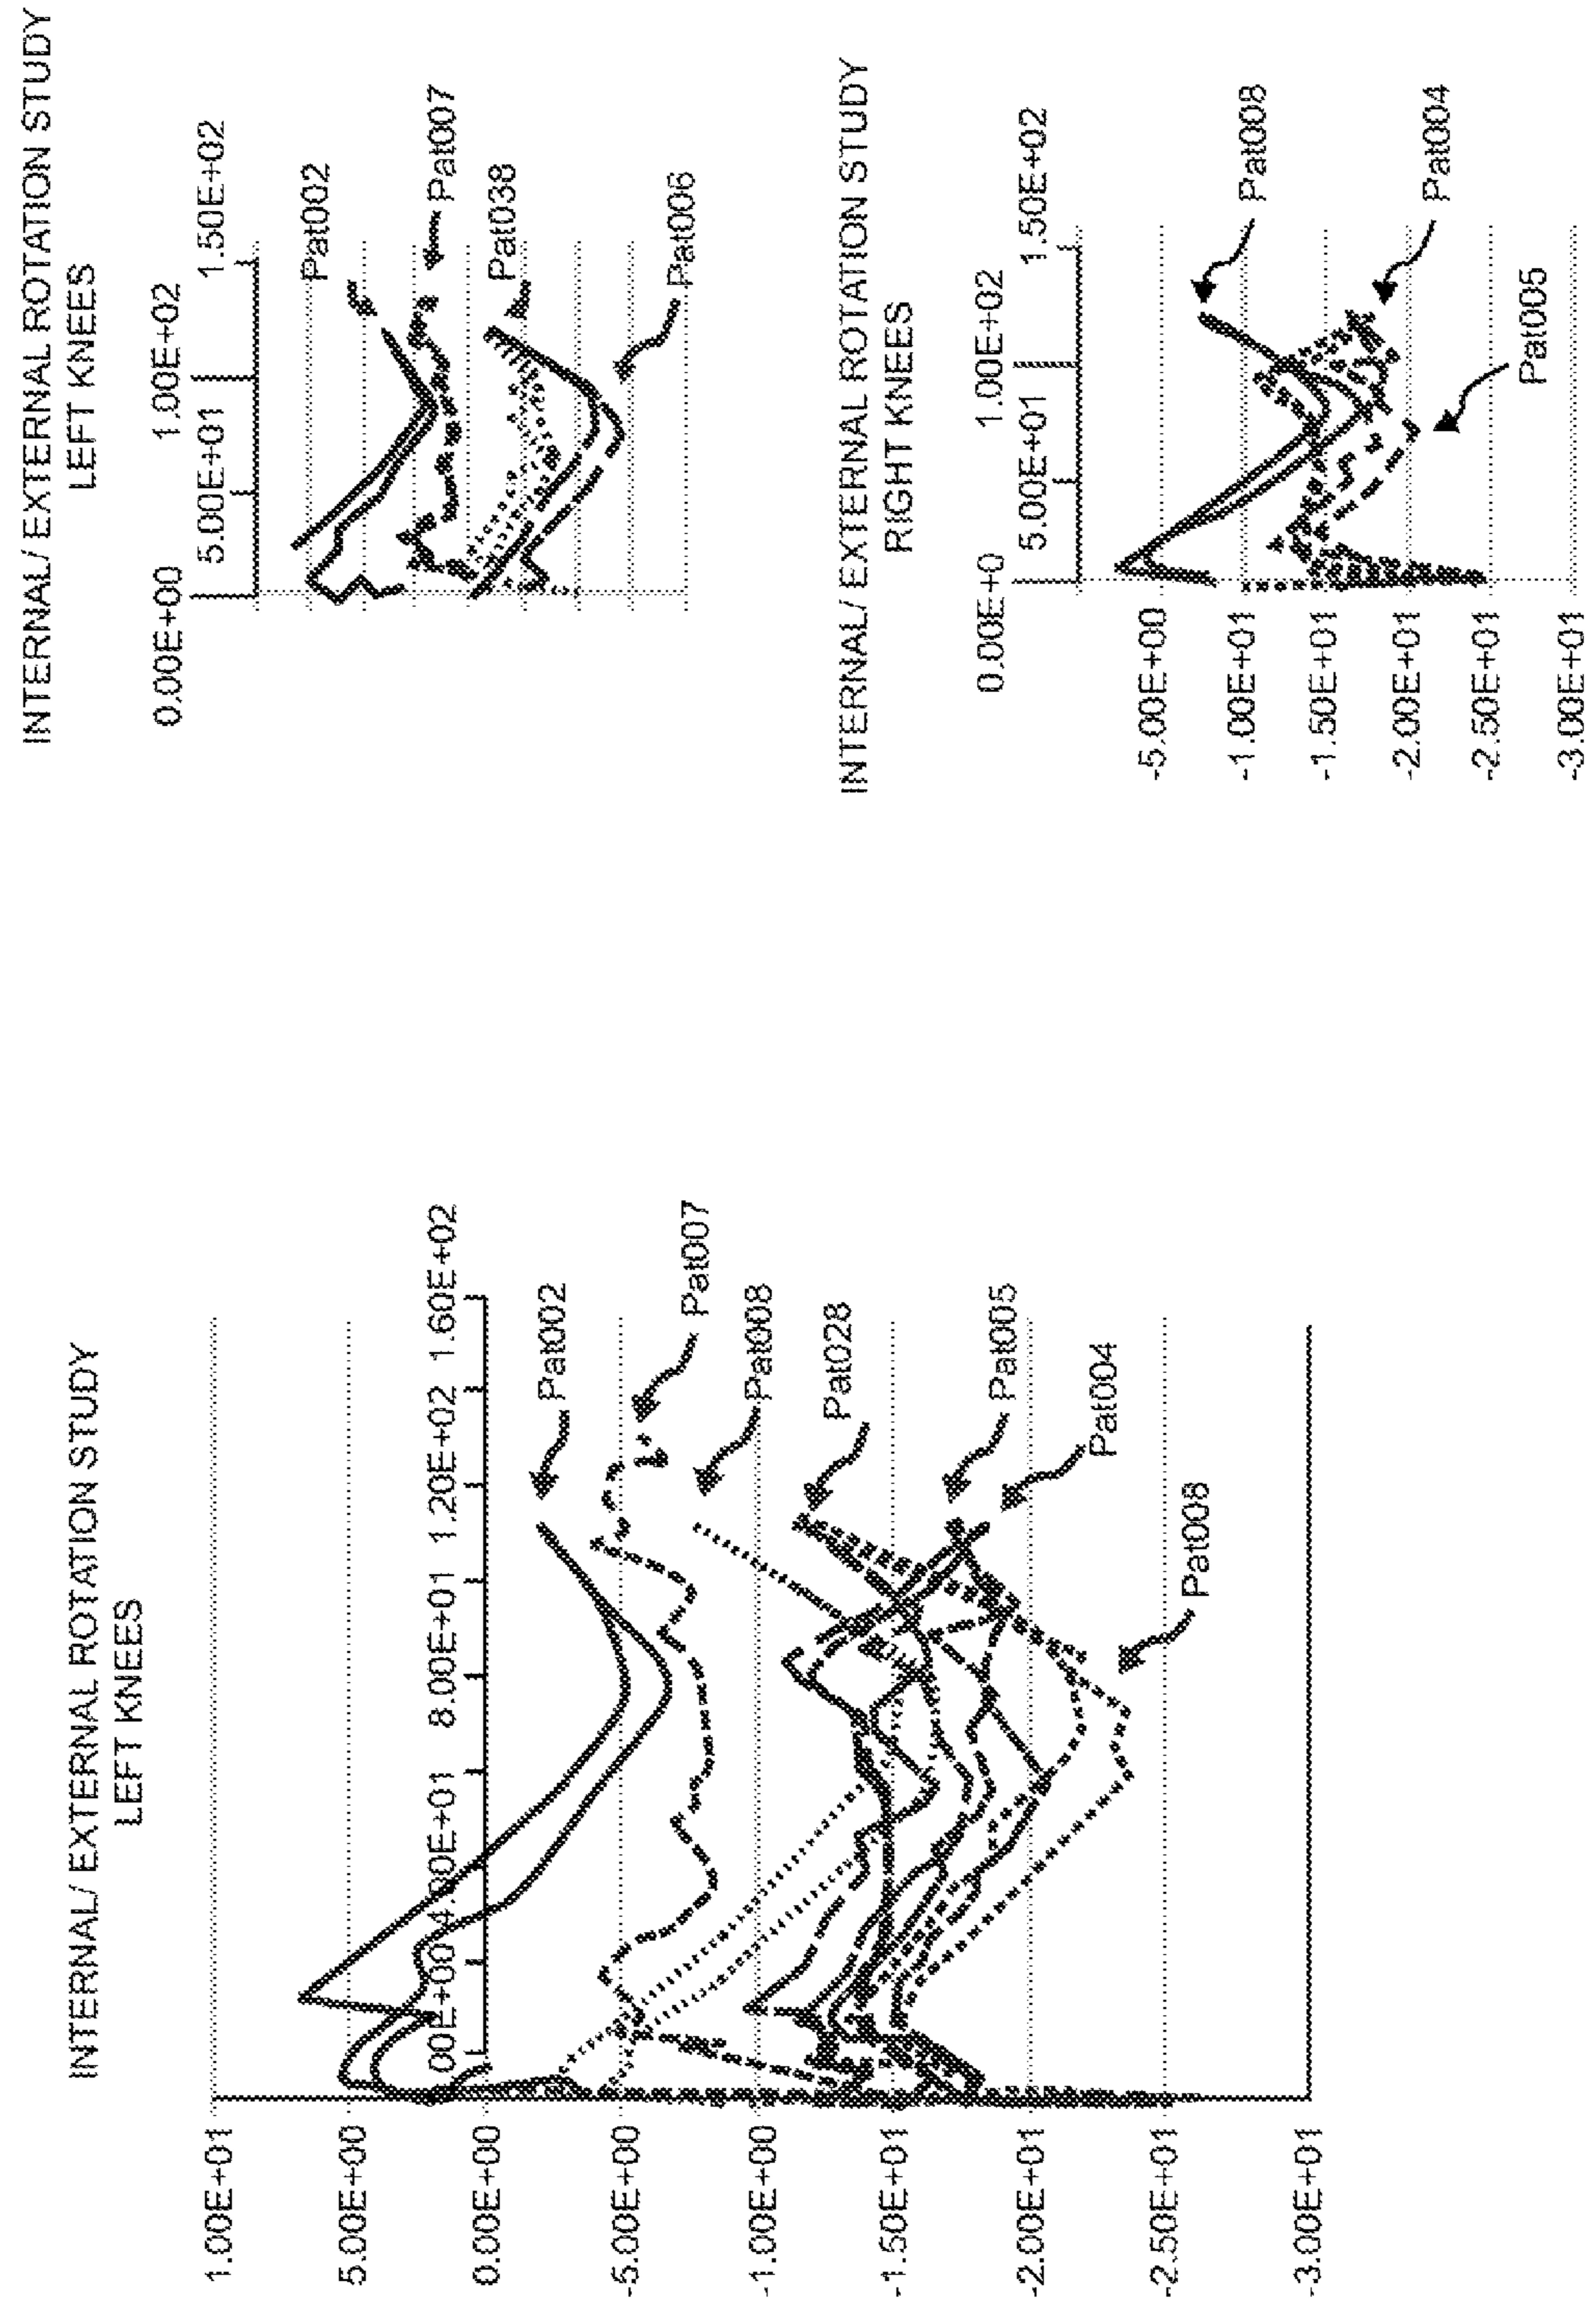 INTERNAL/ EXTERNAL ROTATION STUDY
LEFT KNEES
1.00E+01
5.00E+00
0.00E+00
-5.00E+00
-1.00E+00
-1.50E+01
-2.00E+01
-2.50E+01
-3.00E+01
00E+00 4.00E+01 8.00E+01 1.20E+02 1.60E+02
Pat002
Pat007
Pat008
Pat028
Pat005
Pat004
Pat008
INTERNAL/ EXTERNAL ROTATION STUDY
LEFT KNEES
0.00E+00 1.00E+02
5.00E+01 1.50E+02
Pat002
Pat007
Pat038
Pat006
INTERNAL/ EXTERNAL ROTATION STUDY
RIGHT KNEES
0.00E+0 1.00E+02
5.00E+01 1.50E+02
-5.00E+00
-1.00E+01
-1.50E+01
-2.00E+01
-2.50E+01
-3.00E+01
Pat008
Pat004
Pat005